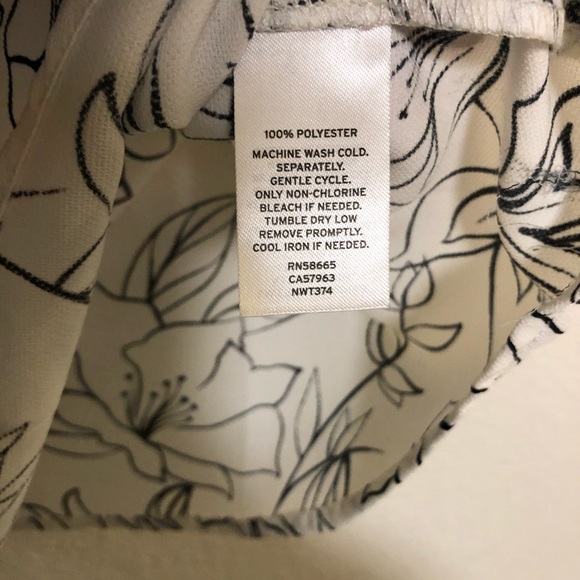 100% POLYESTER
MACHINE WASH COLD.
SEPARATELY.
GENTLE CYCLE.
ONLY NON-CHLORINE
BLEACH IF NEEDED.
TUMBLE DRY LOW
REMOVE PROMPTLY.
COOL IRON IF NEEDED.
RN58665
CA57963
NWT374